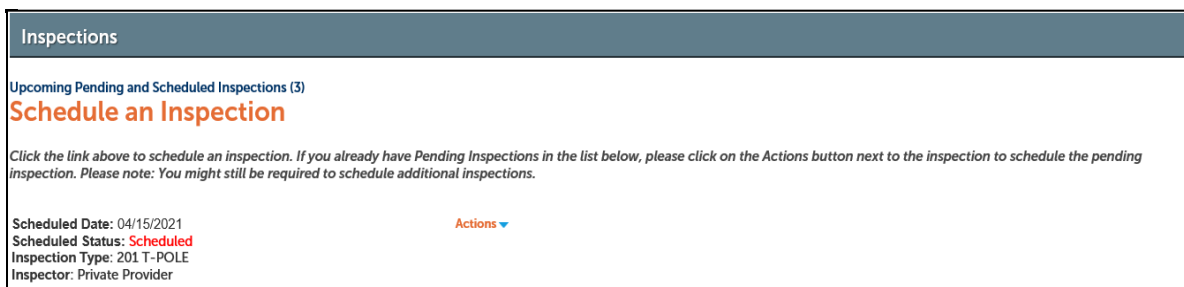 Inspections
Upcoming Pending and Scheduled Inspections (3)
Schedule an Inspection
Click the link above to schedule an inspection. If you already have Pending Inspections in the list below, please click on the Actions button next to the inspection to schedule the pending
inspection. Please note: You might still be required to schedule additional inspections.
Scheduled Date: 04/15/2021 Actions
Scheduled Status: Scheduled
Inspection Type: 201 T-POLE
Inspector: Private Provider